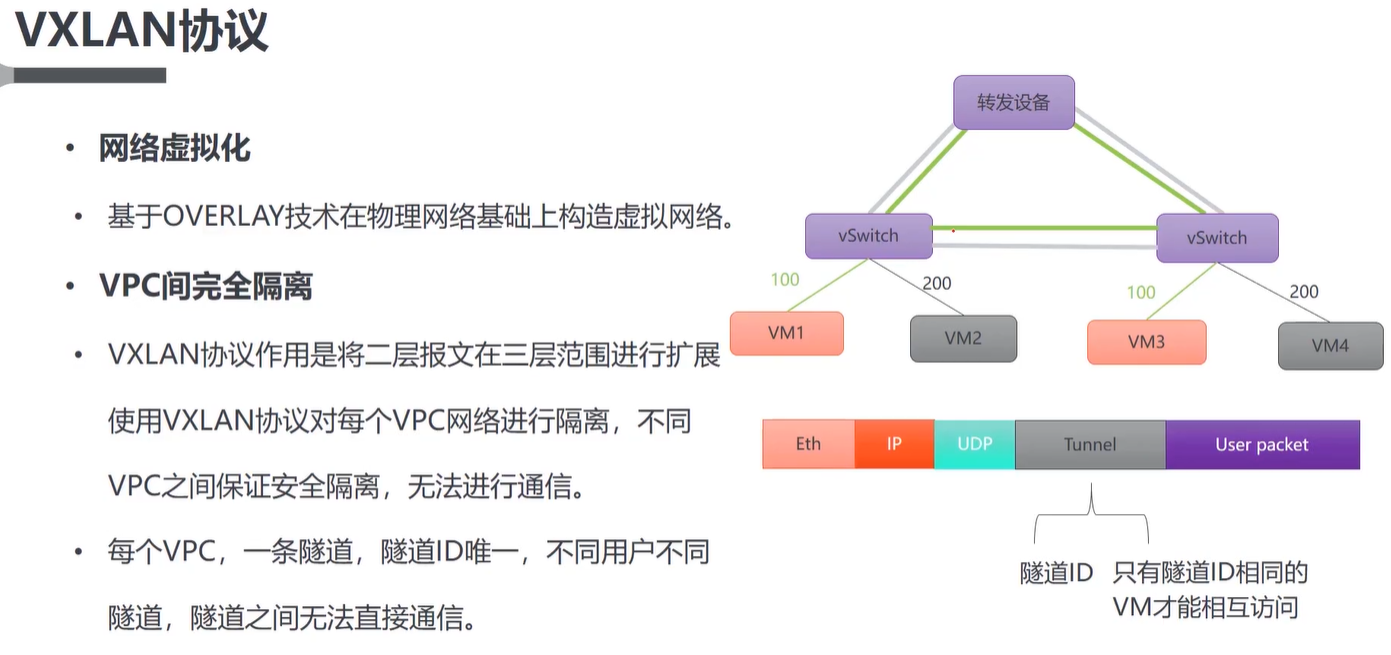 VXLAN协议
• 网络虚拟化
• 基于OVERLAY技术在物理网络基础上构造虚拟网络。
• VPC间完全隔离
• VXLAN协议作用是将二层报文在三层范围进行扩展
使用VXLAN协议对每个VPC网络进行隔离，不同
VPC之间保证安全隔离，无法进行通信。
• 每个VPC，一条隧道，隧道ID唯一，不同用户不同
隧道，隧道之间无法直接通信。
转发设备
vSwitch
vSwitch
100
200
100
200
VM1
VM2
VM3
VM4
Eth IP UDP Tunnel User packet
隧道ID
只有隧道ID相同的
VM才能相互访问